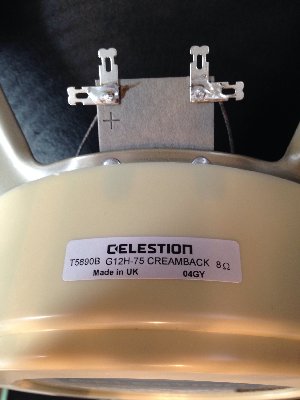 +
CELESTION
T5890B G12H-75 CREAMBACK 8Ω
Made in UK 04GY